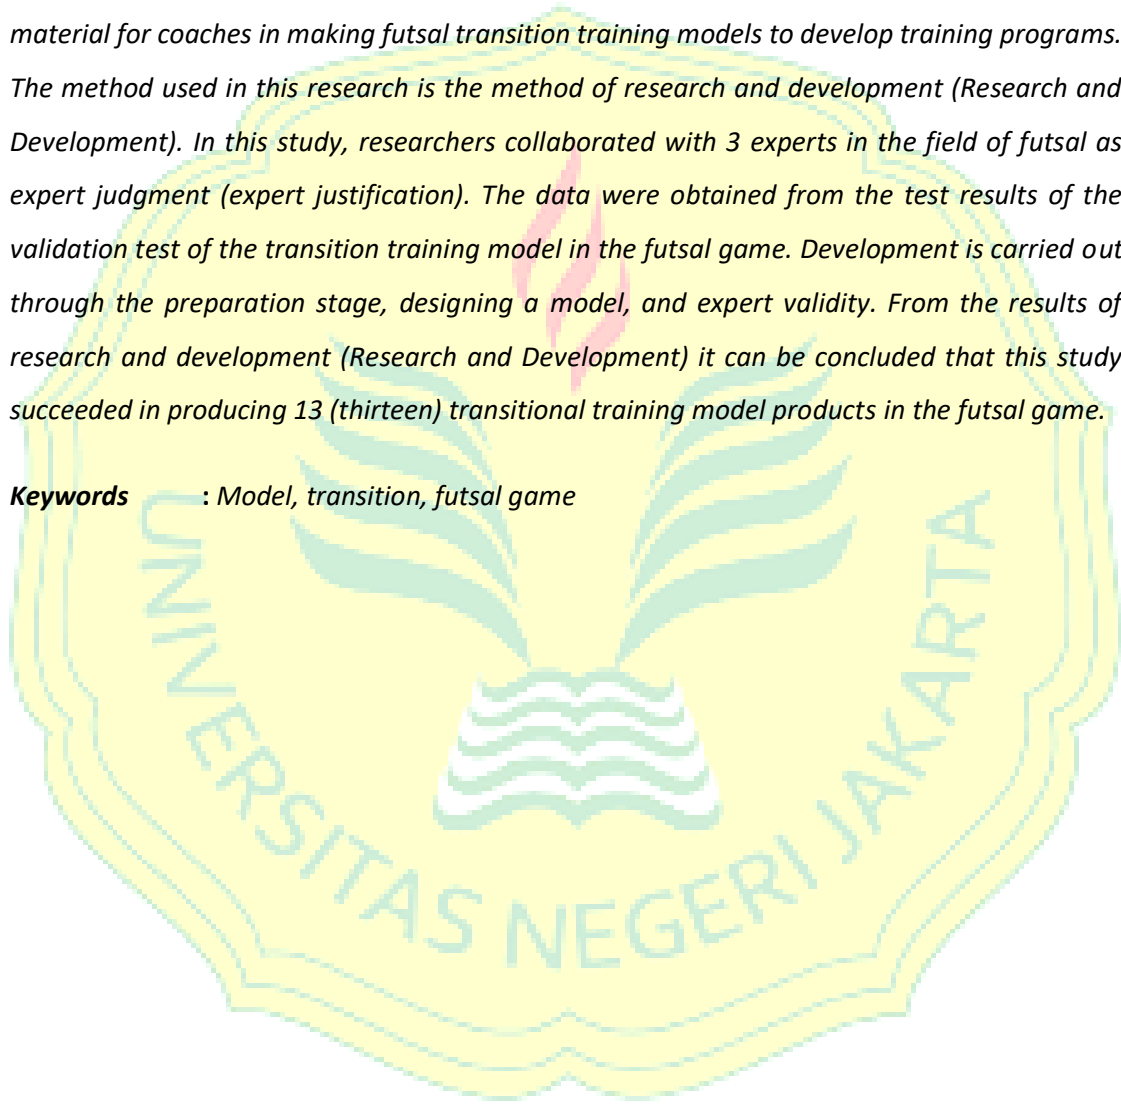 material for coaches in making futsal transition training models to develop training programs.
The method used in this research is the method of research and development (Research and
Development). In this study, researchers collaborated with 3 experts in the field of futsal as
expert judgment (expert justification). The data were obtained from the test results of the
validation test of the transition training model in the futsal game. Development is carried out
through the preparation stage, designing a model, and expert validity. From the results of
research and development (Research and Development) it can be concluded that this study
succeeded in producing 13 (thirteen) transitional training model products in the futsal game.
Keywords : Model, transition, futsal game
UNIVERSITAS NEGERI JAKARTA